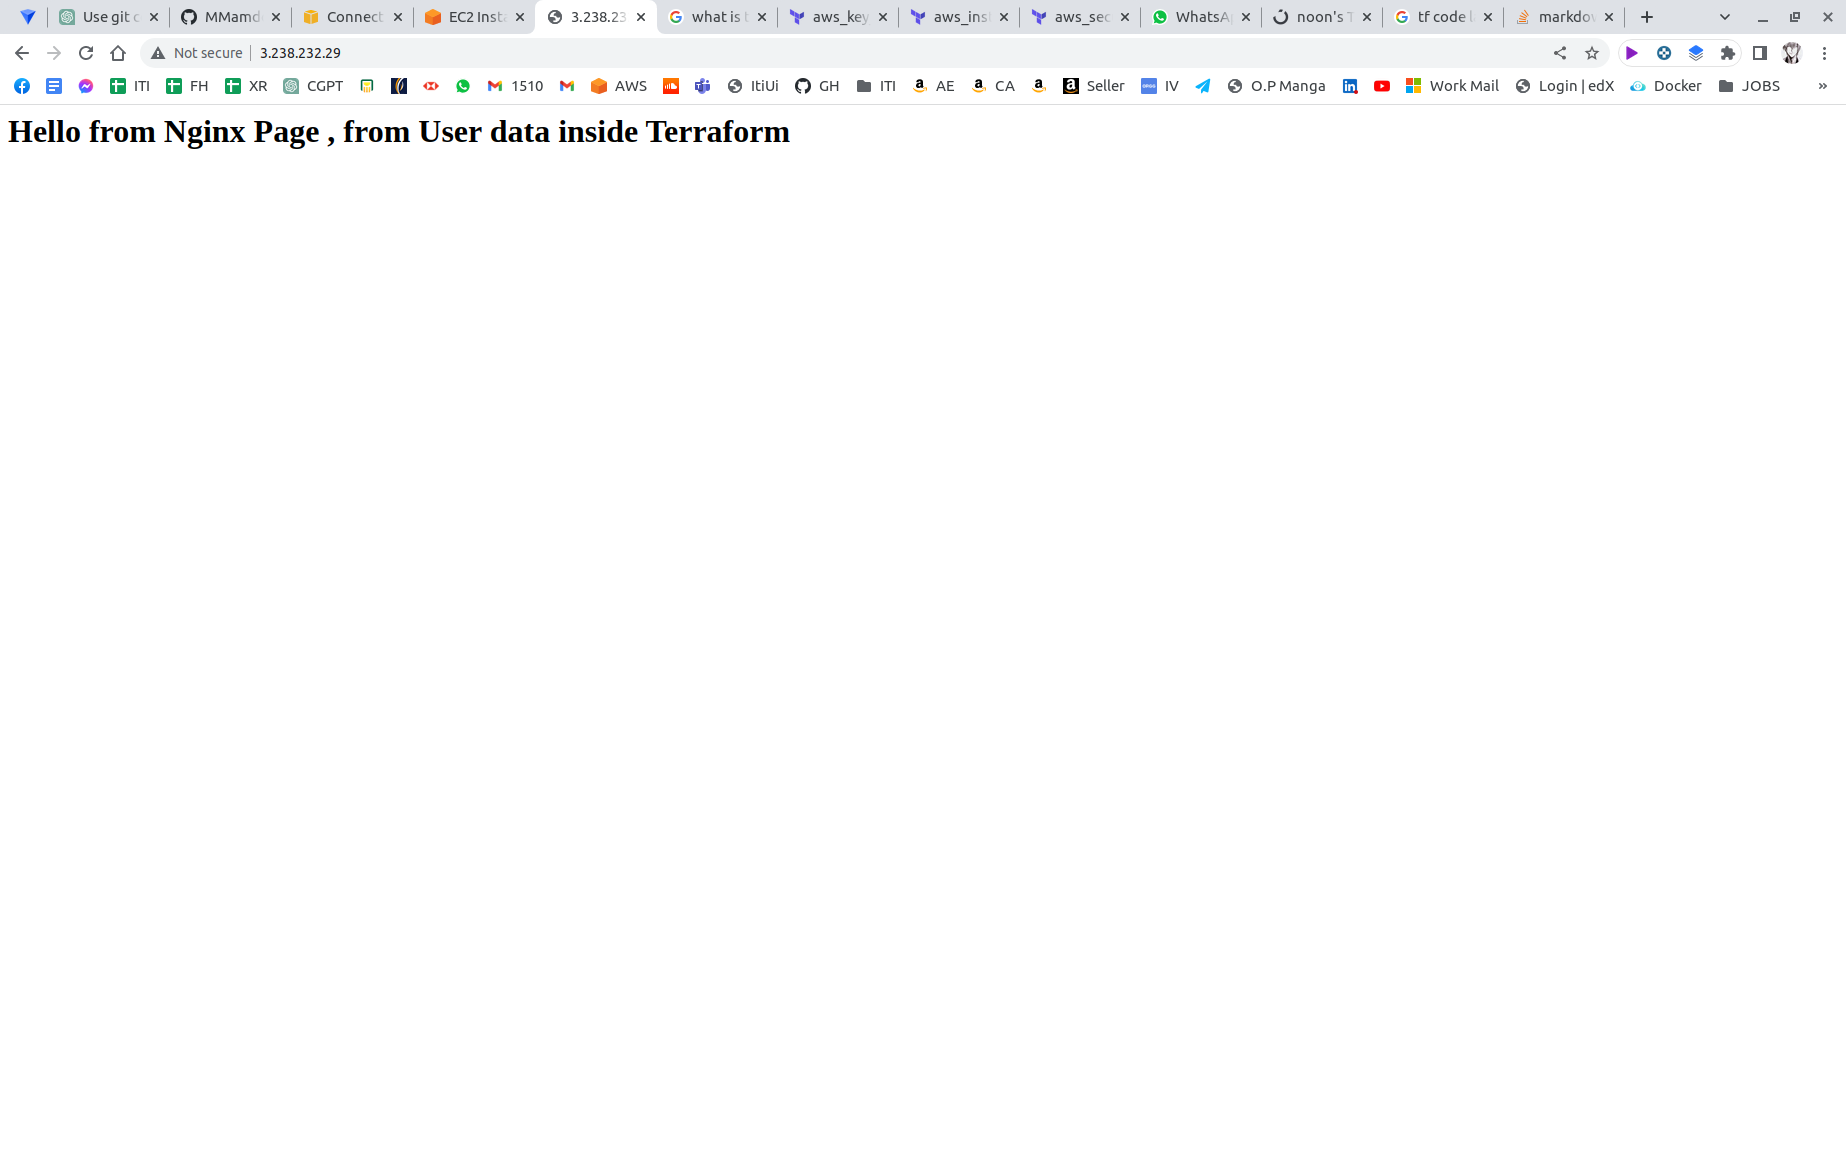 Use git c MMamd Connect EC2 Insta 3.238.23 what is t aws_key aws_inst aws_sec WhatsAp noon's T tf code l markdov
Not secure 3.238.232.29
ITI FH XR CGPT 1510 AWS ItiUi GH ITI AE CA Seller IV O.P Manga Work Mail Login | edX Docker JOBS »
Hello from Nginx Page , from User data inside Terraform